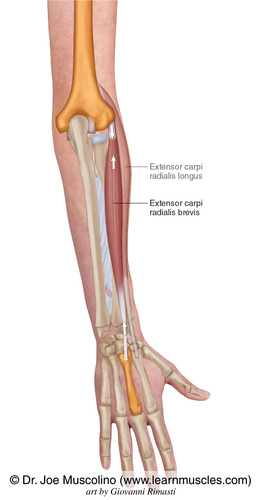 Extensor carpi
radialis longus
Extensor carpi
radialis brevis
© Dr. Joe Muscolino (www.learnmuscles.com)
art by Giovanni Rimasti